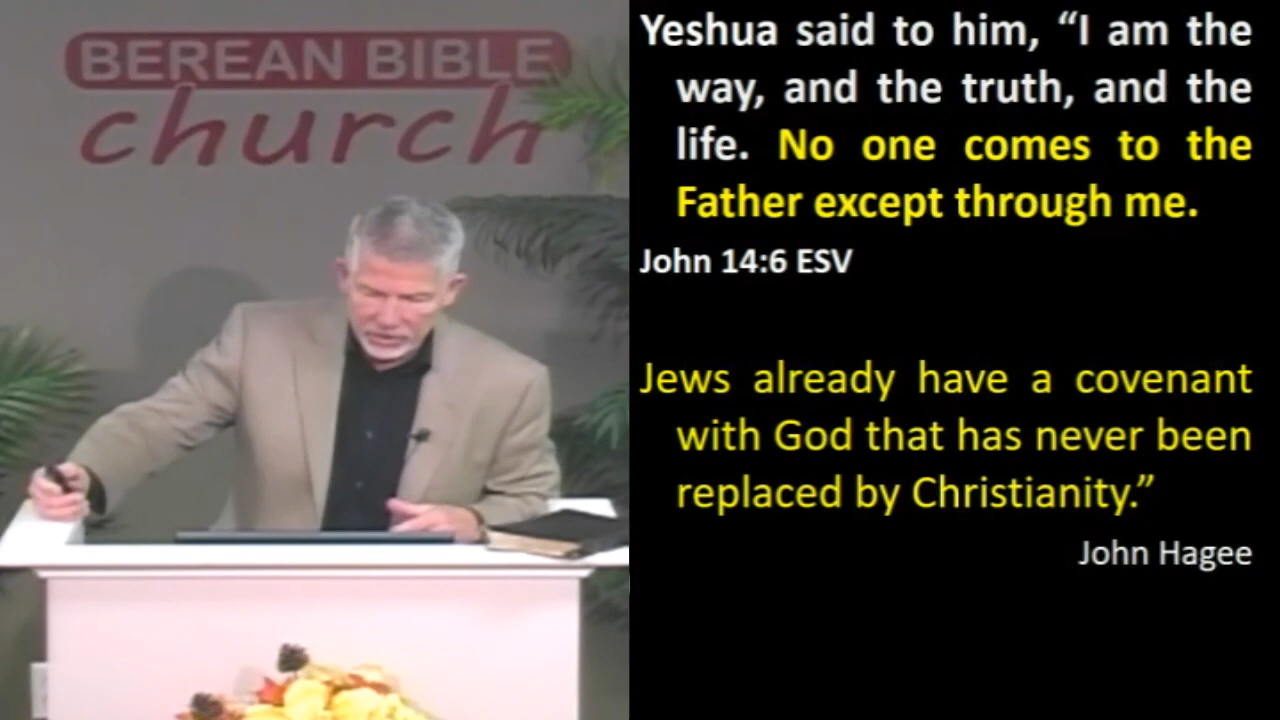 BEREAN BIBLE
church
Yeshua said to him, “I am the
way, and the truth, and the
life. No one comes to the
Father except through me.
John 14:6 ESV
Jews already have a covenant
with God that has never been
replaced by Christianity.”
John Hagee